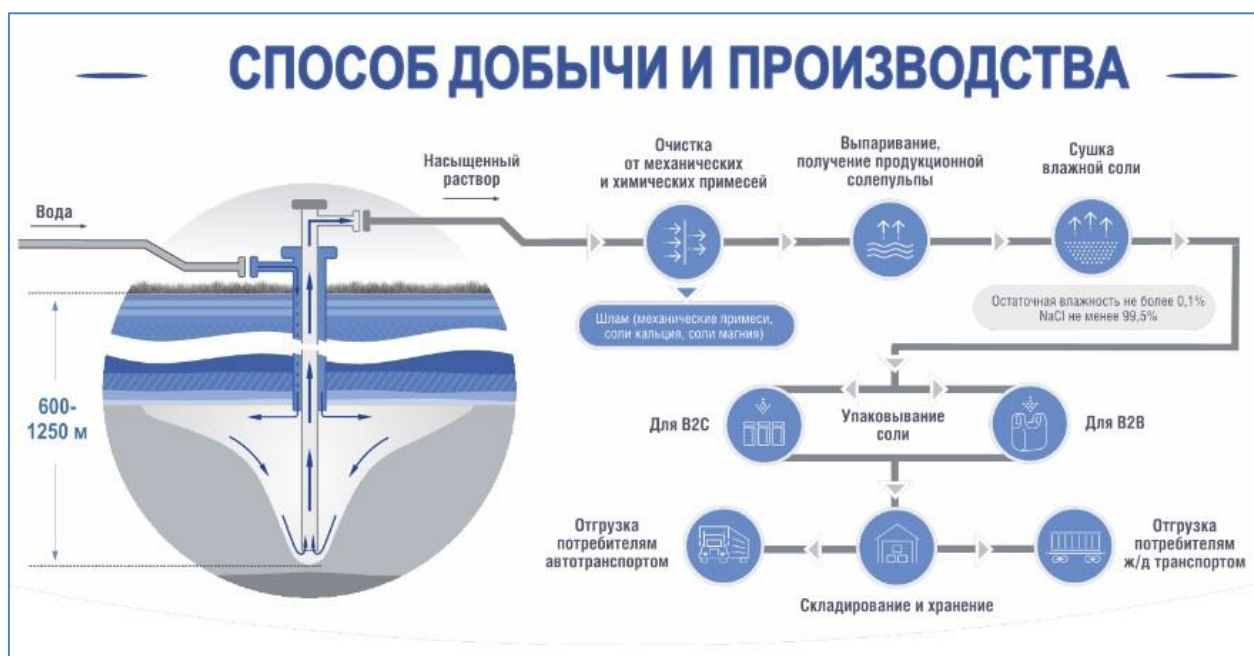 СПОСОБ ДОБЫЧИ И ПРОИЗВОДСТВА
Вода
Насыщенный
раствор
Очистка
от механических
и химических примесей
Выпаривание,
получение продукционной
солепульпы
Сушка
влажной соли
Шлам (механические примеси,
соли кальция, соли магния)
Остаточная влажность не более 0,1%
NaCl не менее 99,5%
600-
1250 м
Для B2C
Упаковывание
соли
Для B2B
Отгрузка
потребителям
автотранспортом
Складирование и хранение
Отгрузка
потребителям
ж/д транспортом